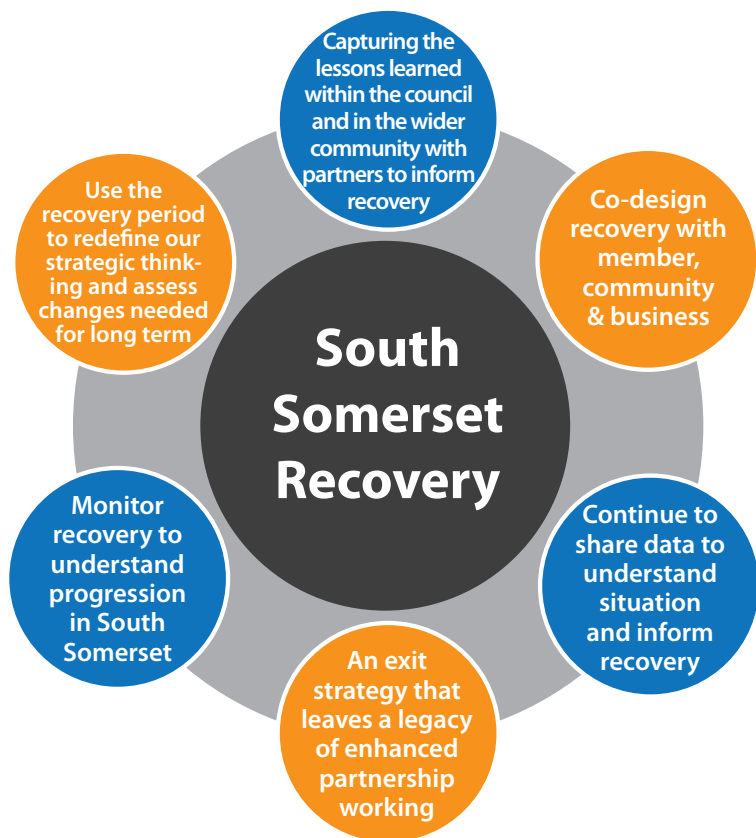 Capturing the
lessons learned
within the council
and in the wider
community with
partners to inform
recovery
Co-design
recovery with
member,
community
& business
Continue to
share data to
understand
situation
and inform
recovery
An exit
strategy that
leaves a legacy
of enhanced
partnership
working
Monitor
recovery to
understand
progression
in South
Somerset
Use the
recovery period
to redefine our
strategic think-
ing and assess
changes needed
for long term
South
Somerset
Recovery